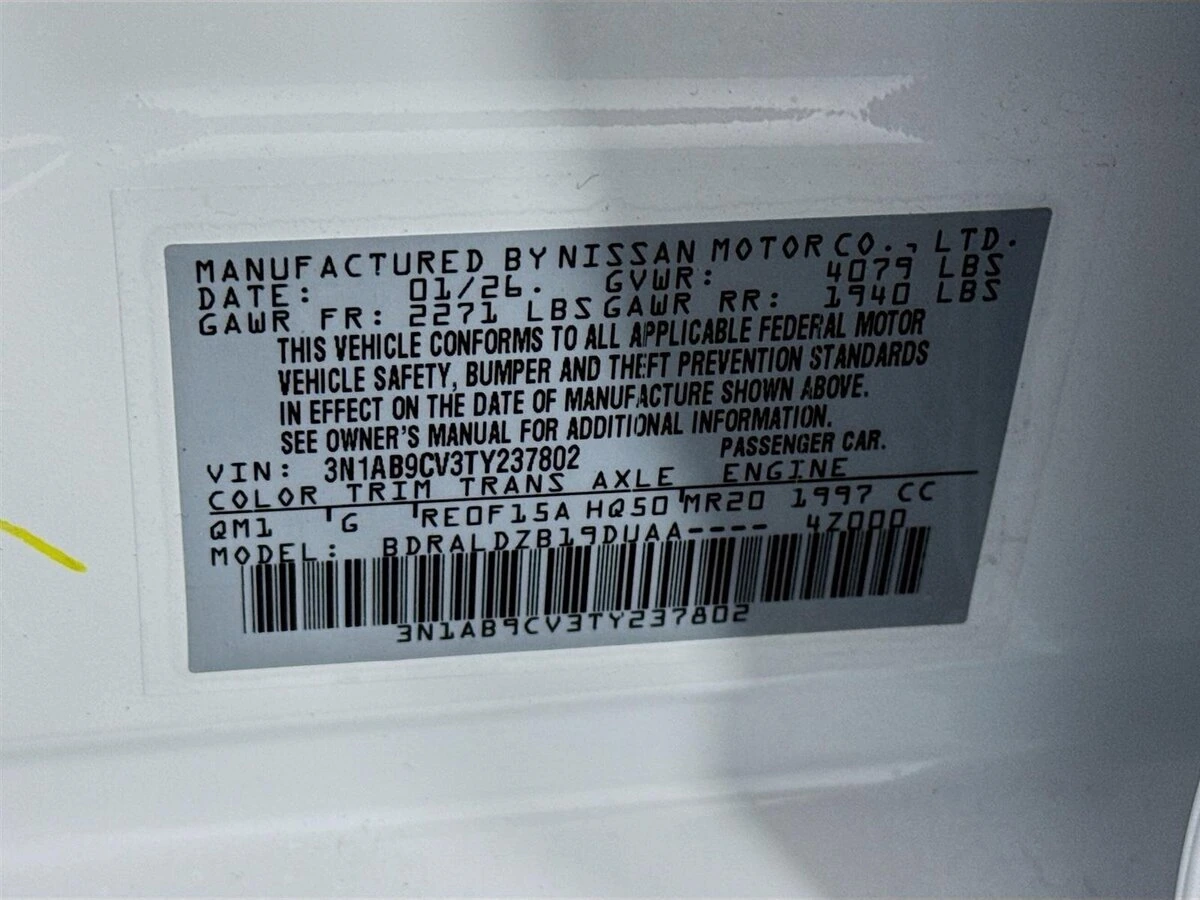 MANUFACTURED BY NISSAN MOTOR CO., LTD.
DATE: 01/26. GVWR: 4079 LBS
GAWR FR: 2271 LBS GAWR RR: 1940 LBS
THIS VEHICLE CONFORMS TO ALL APPLICABLE FEDERAL MOTOR
VEHICLE SAFETY, BUMPER AND THEFT PREVENTION STANDARDS
IN EFFECT ON THE DATE OF MANUFACTURE SHOWN ABOVE.
SEE OWNER'S MANUAL FOR ADDITIONAL INFORMATION.
VIN: 3N1AB9CV3TY237802 PASSENGER CAR.
COLOR TRIM TRANS AXLE ENGINE
QM1 G RE0F15A HQ50 MR20 1997 CC
MODEL: BDRALDZB19DUAA---- 4Z000
3N1AB9CV3TY237802